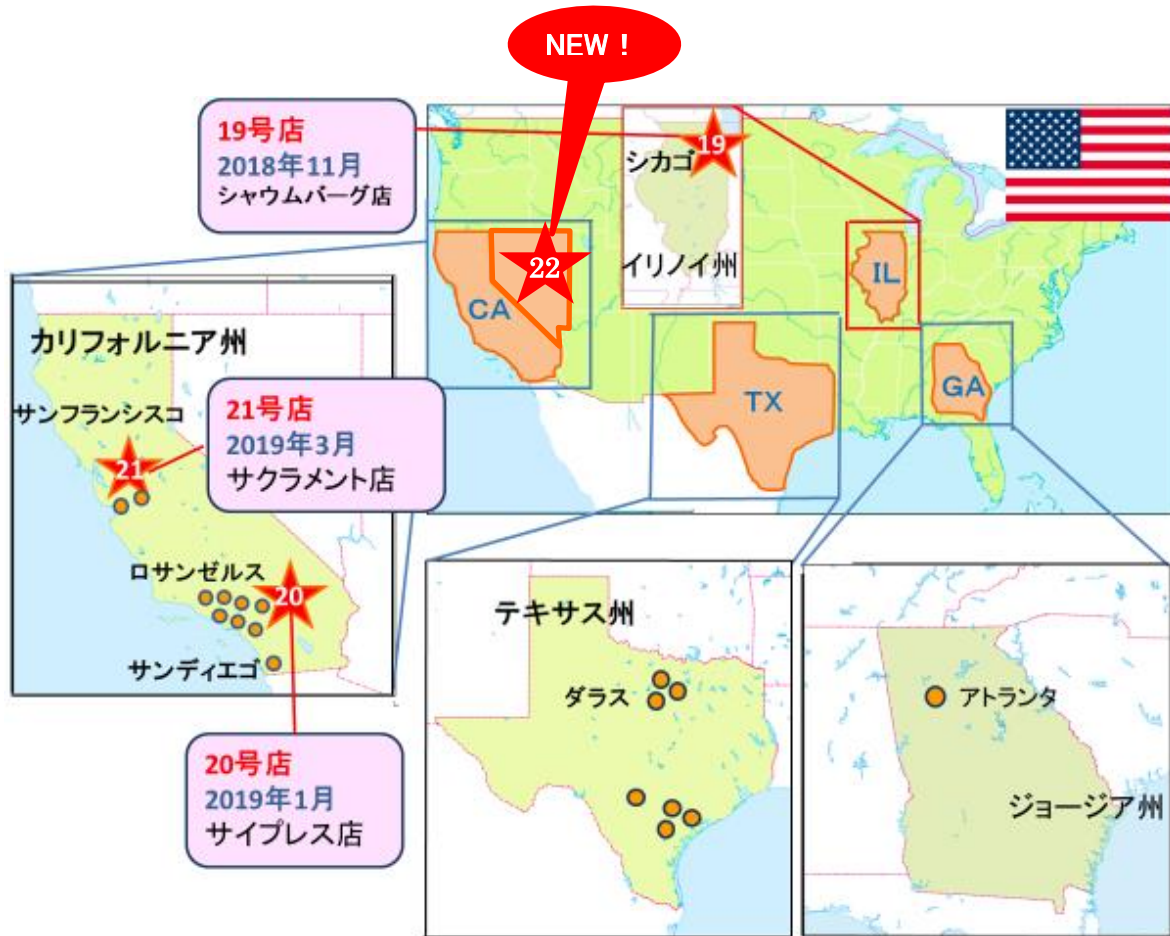 NEW！
19号店
2018年11月
シャウムバーグ店
シカゴ
19
イリノイ州
22
CA
IL
TX
GA
カリフォルニア州
サンフランシスコ
21
21号店
2019年3月
サクラメント店
ロサンゼルス
20
サンディエゴ
20号店
2019年1月
サイプレス店
テキサス州
ダラス
アトランタ
ジョージア州